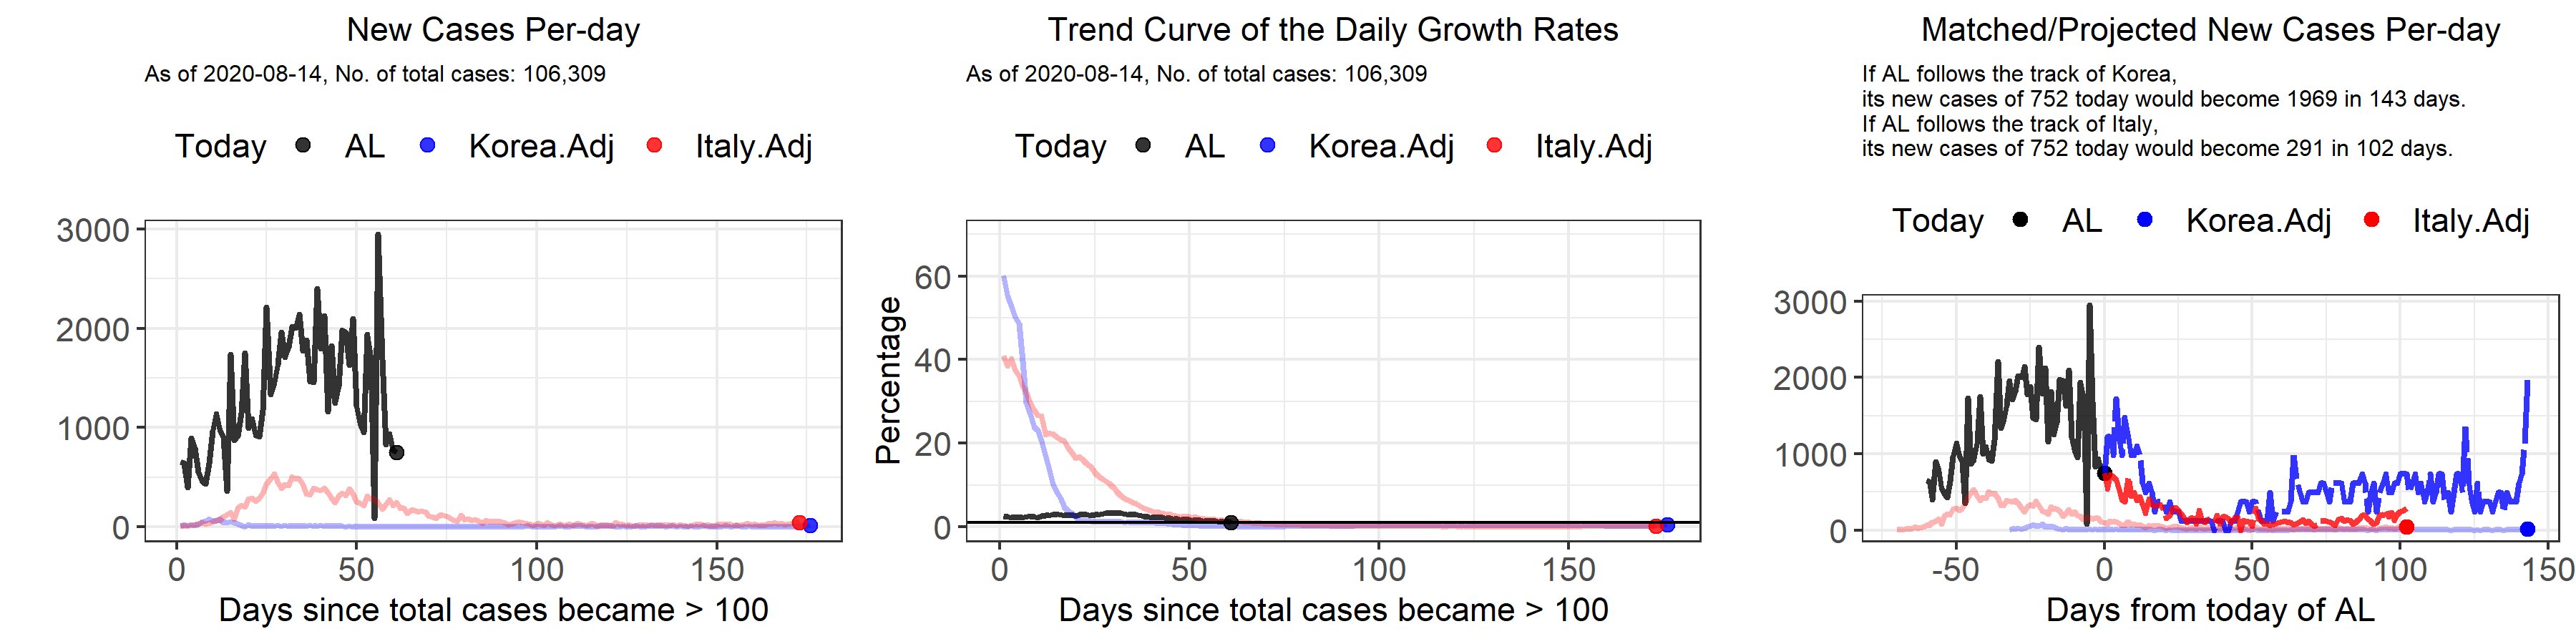 New Cases Per-day
As of 2020-08-14, No. of total cases: 106,309
Today AL Korea.Adj Italy.Adj
3000
2000
1000
0
0 50 100 150
Days since total cases became > 100
Trend Curve of the Daily Growth Rates
As of 2020-08-14, No. of total cases: 106,309
Today AL Korea.Adj Italy.Adj
Percentage
60
40
20
0
0 50 100 150
Days since total cases became > 100
Matched/Projected New Cases Per-day
If AL follows the track of Korea,
its new cases of 752 today would become 1969 in 143 days.
If AL follows the track of Italy,
its new cases of 752 today would become 291 in 102 days.
Today AL Korea.Adj Italy.Adj
3000
2000
1000
0
-50 0 50 100 150
Days from today of AL